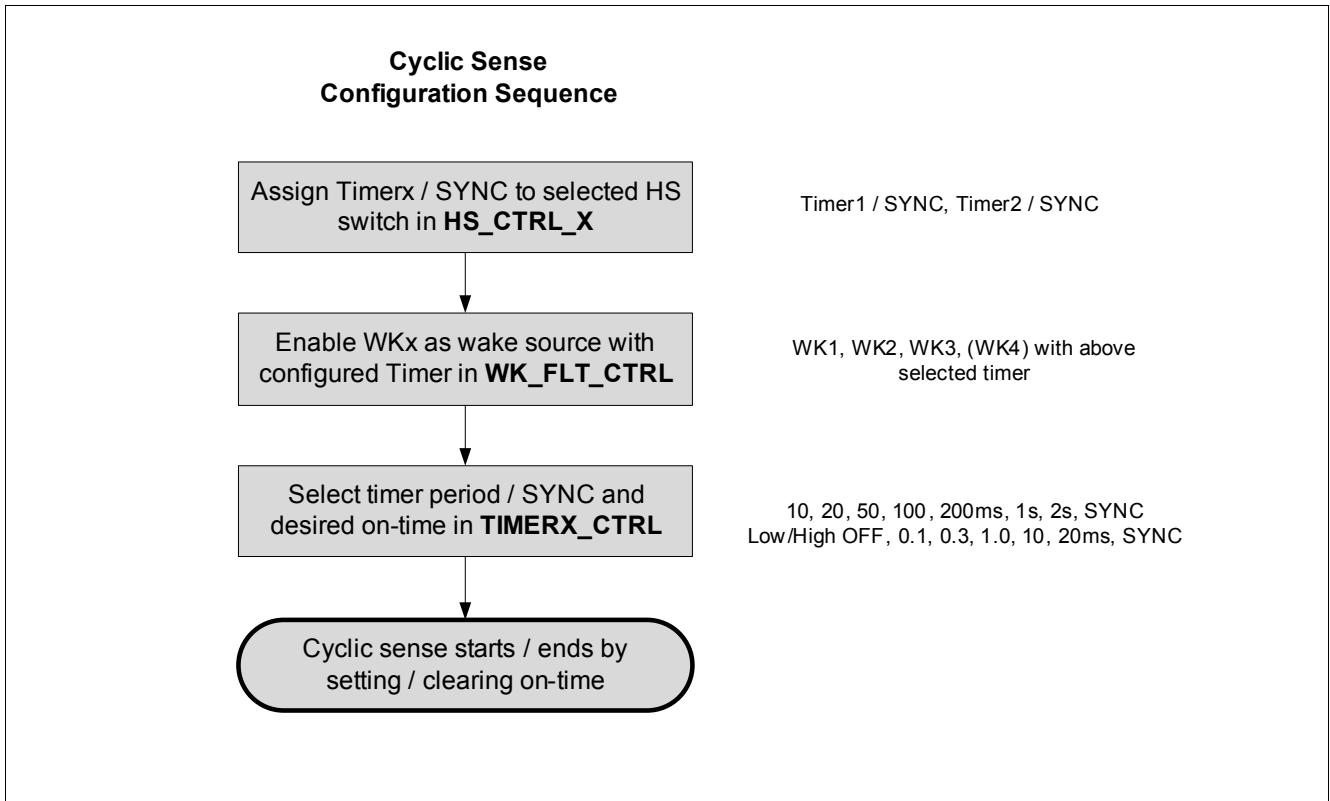 Cyclic Sense
Configuration Sequence
Assign Timerx / SYNC to selected HS
switch in HS_CTRL_X
Timer1 / SYNC, Timer2 / SYNC
Enable WKx as wake source with
configured Timer in WK_FLT_CTRL
WK1, WK2, WK3, (WK4) with above
selected timer
Select timer period / SYNC and
desired on-time in TIMERX_CTRL
10, 20, 50, 100, 200ms, 1s, 2s, SYNC
Low/High OFF, 0.1, 0.3, 1.0, 10, 20ms, SYNC
Cyclic sense starts / ends by
setting / clearing on-time